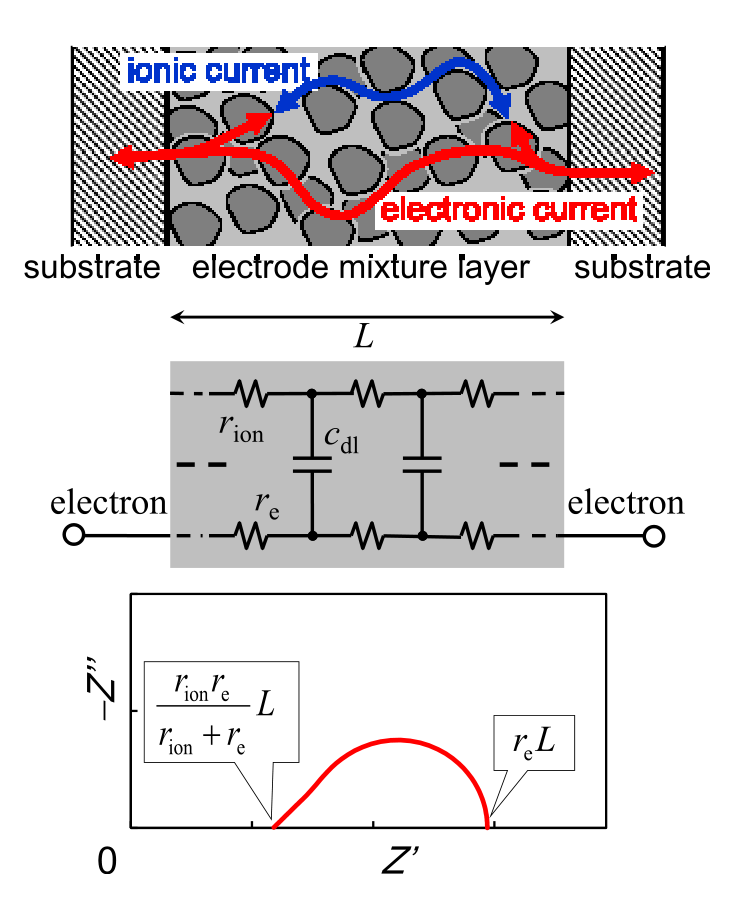 ionic current
electronic current
substrate electrode mixture layer substrate
L
r_ion
c_dl
r_e
electron electron
–Z’’
r_ion r_e / r_ion + r_e L
r_e L
0
Z’